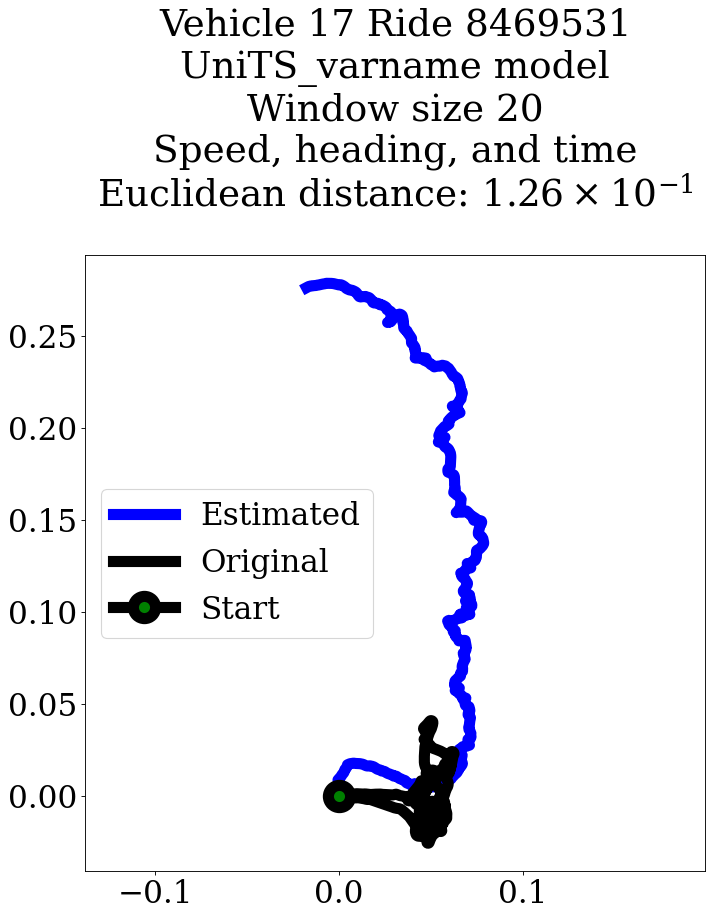 Vehicle 17 Ride 8469531
UniTS_varname model
Window size 20
Speed, heading, and time
Euclidean distance: 1.26 × 10⁻¹
0.25
0.20
0.15
0.10
0.05
0.00
Estimated
Original
Start
−0.1
0.0
0.1